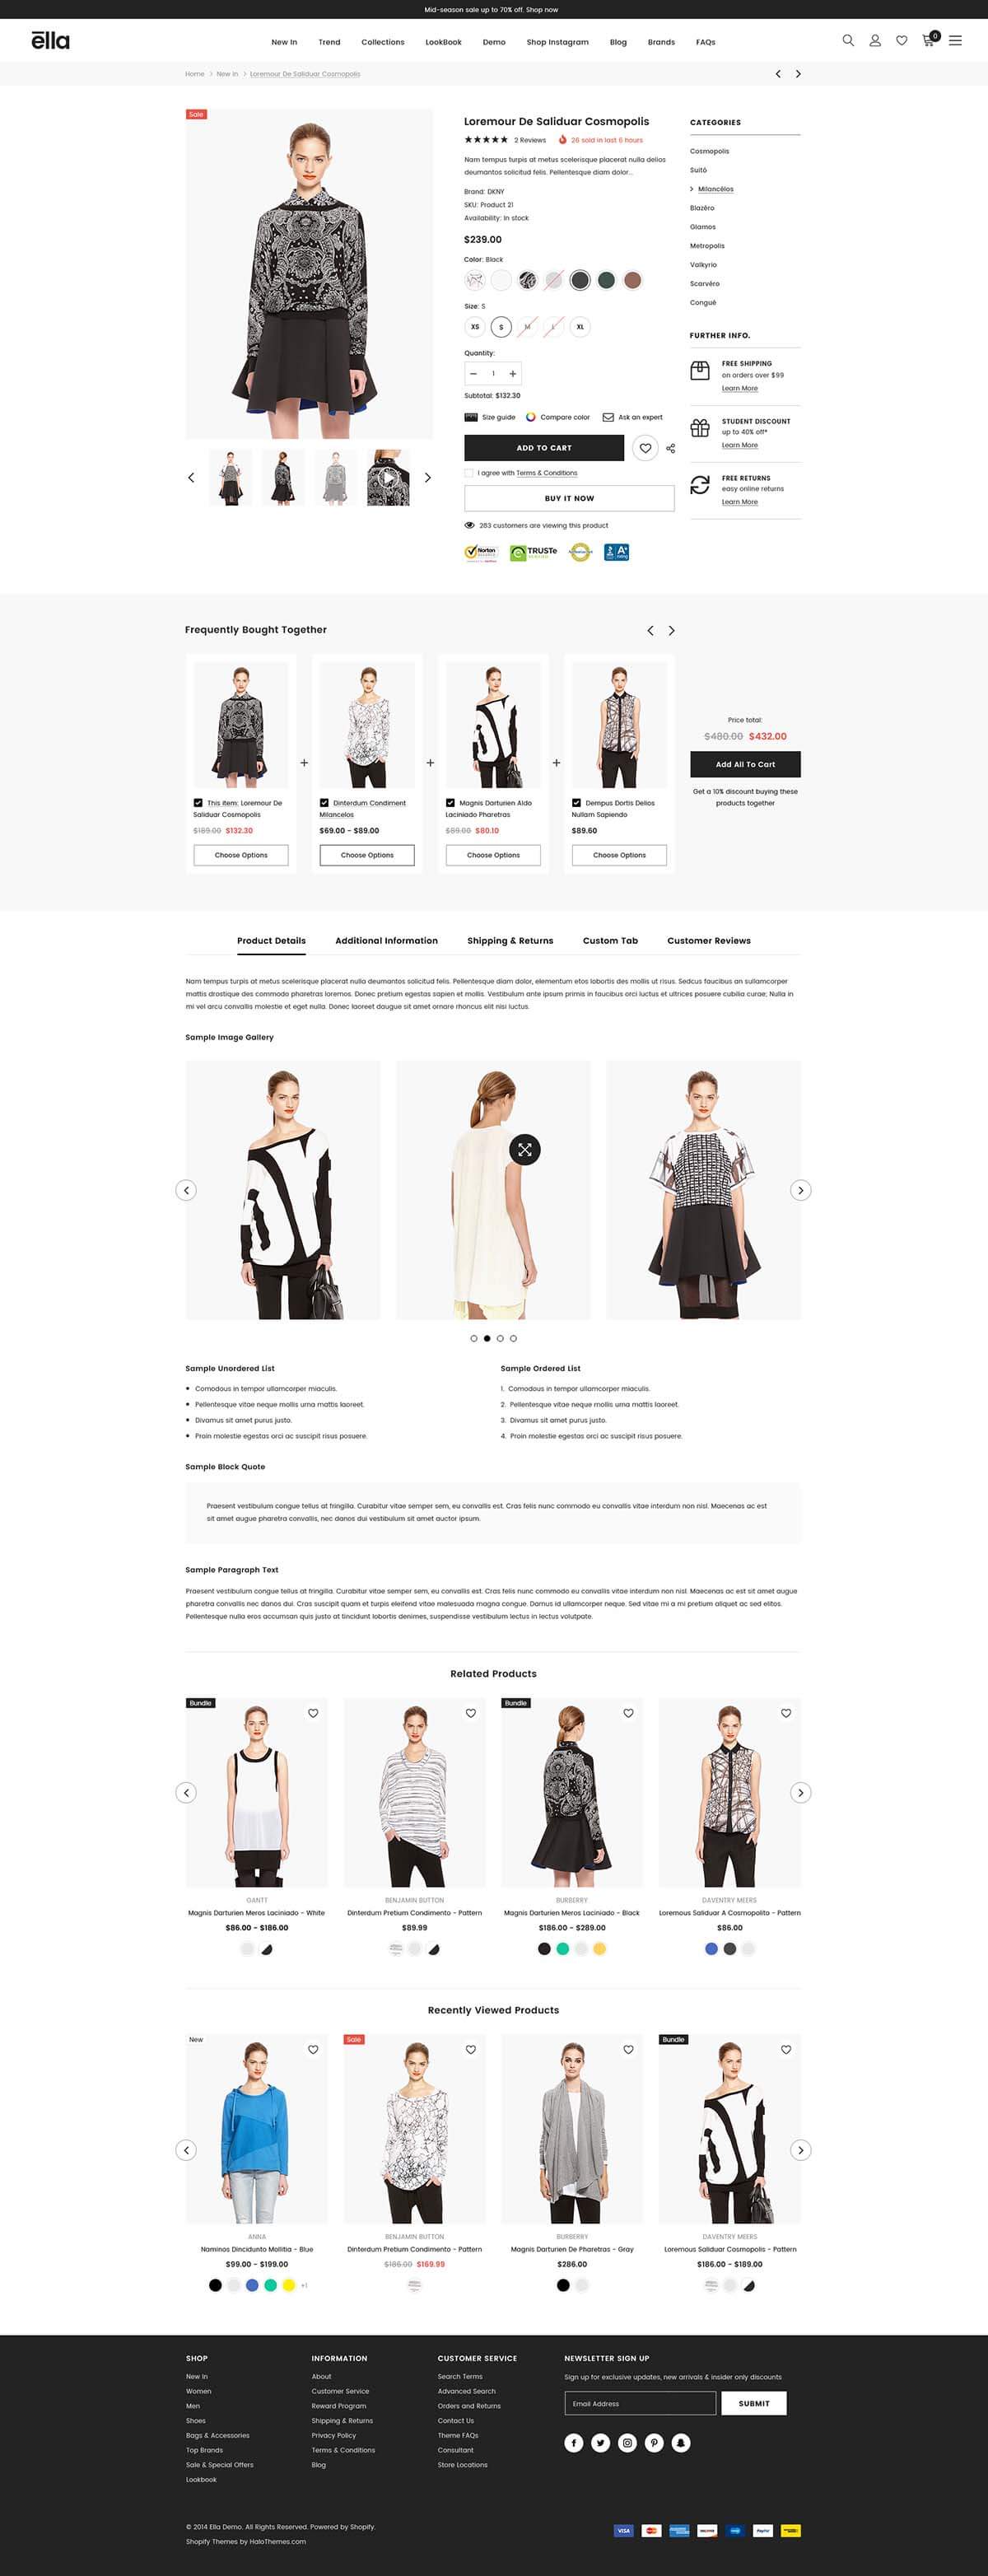 Mid-season sale up to 70% off. Shop now
ella
New In Trend Collections LookBook Demo Shop Instagram Blog Brands FAQs
0
Home > New In > Loremour De Saliduar Cosmopolis
Sale
Loremour De Saliduar Cosmopolis
2 Reviews 26 sold in last 6 hours
Nam tempus turpis at metus scelerisque placerat nulla delias
deumantos solicitud felis. Pellentesque diam dolor...
Brand: DKNY
SKU: Product 21
Availability: In stock
$239.00
Color: Black
Size: S
XS S M L XL
Quantity:
− 1 +
Subtotal: $132.30
Size guide Compare color Ask an expert
ADD TO CART
I agree with Terms & Conditions
BUY IT NOW
283 customers are viewing this product
Norton TRUSTe A+
CATEGORIES
Cosmopolis
Suitó
> Milancélos
Blazéro
Glamos
Metropolis
Valkyrio
Scarvéro
Congué
FURTHER INFO.
FREE SHIPPING
on orders over $99
Learn More
STUDENT DISCOUNT
up to 40% off*
Learn More
FREE RETURNS
easy online returns
Learn More
Frequently Bought Together
This item: Loremour De
Saliduar Cosmopolis
$189.00 $132.30
Choose Options
+
Dinterdum Condiment
Milancelos
$69.00 - $89.00
Choose Options
+
Magnis Darturien Aldo
Laciniado Pharetras
$89.00 $80.10
Choose Options
+
Dempus Dortis Delios
Nullam Sapiendo
$89.60
Choose Options
Price total:
$480.00 $432.00
Add All To Cart
Get a 10% discount buying these
products together
Product Details Additional Information Shipping & Returns Custom Tab Customer Reviews
Nam tempus turpis at metus scelerisque placerat nulla deumantos solicitud felis. Pellentesque diam dolor, elementum etos lobortis des mollis ut risus. Sedcus faucibus an sullamcorper
mattis drostique des commodo pharetras loremos. Donec pretium egestas sapien et mollis. Vestibulum ante ipsum primis in faucibus orci luctus et ultrices posuere cubilia curae; Nulla in
mi vel arcu convallis molestie et eget nulla. Donec laoreet daugue sit amet ornare rhoncus elit nisi luctus.
Sample Image Gallery
Sample Unordered List
• Comodous in tempor ullamcorper miaculis.
• Pellentesque vitae neque mollis urna mattis laoreet.
• Divamus sit amet purus justo.
• Proin molestie egestas orci ac suscipit risus posuere.
Sample Ordered List
1. Comodous in tempor ullamcorper miaculis.
2. Pellentesque vitae neque mollis urna mattis laoreet.
3. Divamus sit amet purus justo.
4. Proin molestie egestas orci ac suscipit risus posuere.
Sample Block Quote
Praesent vestibulum congue tellus at fringilla. Curabitur vitae semper sem, eu convallis est. Cras felis nunc commodo eu convallis vitae interdum non nisl. Maecenas ac est
sit amet augue pharetra convallis, nec danos dui vestibulum sit amet auctor ipsum.
Sample Paragraph Text
Praesent vestibulum congue tellus at fringilla. Curabitur vitae semper sem, eu convallis est. Cras felis nunc commodo eu convallis vitae interdum non nisl. Maecenas ac est sit amet augue
pharetra convallis nec danos dui. Cras suscipit quam et turpis eleifend vitae malesuada magna congue. Damus id ullamcorper neque. Sed vitae mi a mi pretium aliquet ac sed elitos.
Pellentesque nulla eros accumsan quis justo at tincidunt lobortis denimes, suspendisse vestibulum lectus in lectus volutpate.
Related Products
Bundle
GANTT
Magnis Darturien Meros Laciniado - White
$86.00 - $186.00
BENJAMIN BUTTON
Dinterdum Pretium Condimento - Pattern
$89.99
Bundle
BURBERRY
Magnis Darturien Meros Laciniado - Black
$186.00 - $289.00
DAVENTRY MEERS
Loremous Saliduar A Cosmopolito - Pattern
$86.00
Recently Viewed Products
New
ANNA
Naminos Dincidunto Mollitia - Blue
$99.00 - $199.00
+1
Sale
BENJAMIN BUTTON
Dinterdum Pretium Condimento - Pattern
$186.00 $169.99
BURBERRY
Magnis Darturien De Pharetras - Gray
$286.00
Bundle
DAVENTRY MEERS
Loremous Saliduar Cosmopolis - Pattern
$186.00 - $189.00
SHOP
New In
Women
Men
Shoes
Bags & Accessories
Top Brands
Sale & Special Offers
Lookbook
INFORMATION
About
Customer Service
Reward Program
Shipping & Returns
Privacy Policy
Terms & Conditions
Blog
CUSTOMER SERVICE
Search Terms
Advanced Search
Orders and Returns
Contact Us
Theme FAQs
Consultant
Store Locations
NEWSLETTER SIGN UP
Sign up for exclusive updates, new arrivals & insider only discounts
Email Address SUBMIT
© 2014 Ella Demo. All Rights Reserved. Powered by Shopify.
Shopify Themes by HaloThemes.com
VISA PayPal